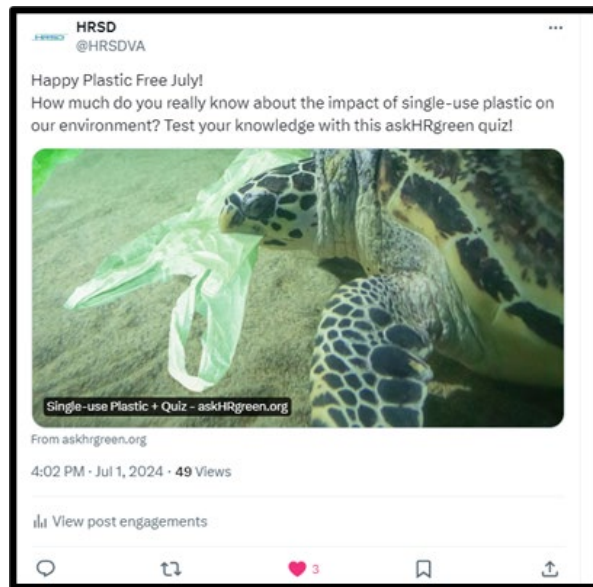 HRSD
HRSD
@HRSDVA
Happy Plastic Free July!
How much do you really know about the impact of single-use plastic on
our environment? Test your knowledge with this askHRgreen quiz!
Single-use Plastic + Quiz - askHRgreen.org
From askhrgreen.org
4:02 PM · Jul 1, 2024 · 49 Views
View post engagements
3